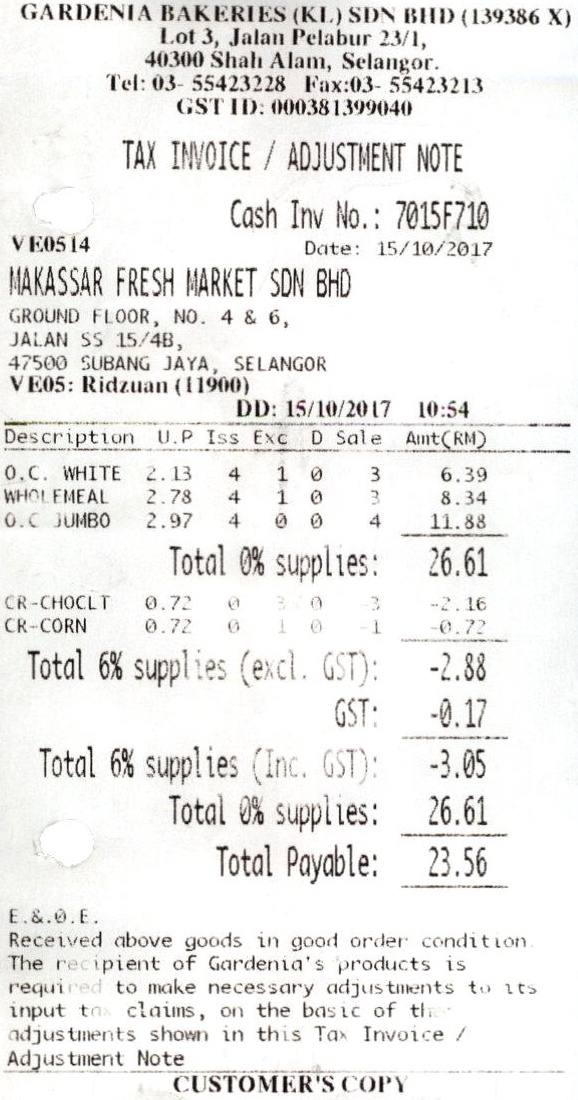 GARDENIA BAKERIES (KL) SDN BHD (139386 X)
Lot 3, Jalan Pelabur 23/1,
40300 Shah Alam, Selangor.
Tel: 03- 55423228 Fax:03- 55423213
GST ID: 000381399040
TAX INVOICE / ADJUSTMENT NOTE
Cash Inv No.: 7015F710
VE0514 Date: 15/10/2017
MAKASSAR FRESH MARKET SDN BHD
GROUND FLOOR, NO. 4 & 6,
JALAN SS 15/4B,
47500 SUBANG JAYA, SELANGOR
VE05: Ridzuan (11900)
DD: 15/10/2017 10:54
Description U.P Iss Exc D Sale Amt(RM)
O.C. WHITE 2.13 4 1 0 3 6.39
WHOLEMEAL 2.78 4 1 0 3 8.34
O.C JUMBO 2.97 4 0 0 4 11.88
Total 0% supplies: 26.61
CR-CHOCLT 0.72 0 3 0 -3 -2.16
CR-CORN 0.72 0 1 0 -1 -0.72
Total 6% supplies (excl. GST): -2.88
GST: -0.17
Total 6% supplies (Inc. GST): -3.05
Total 0% supplies: 26.61
Total Payable: 23.56
E.&.O.E.
Received above goods in good order condition.
The recipient of Gardenia's products is
required to make necessary adjustments to its
input tax claims, on the basic of the
adjustments shown in this Tax Invoice /
Adjustment Note
CUSTOMER'S COPY